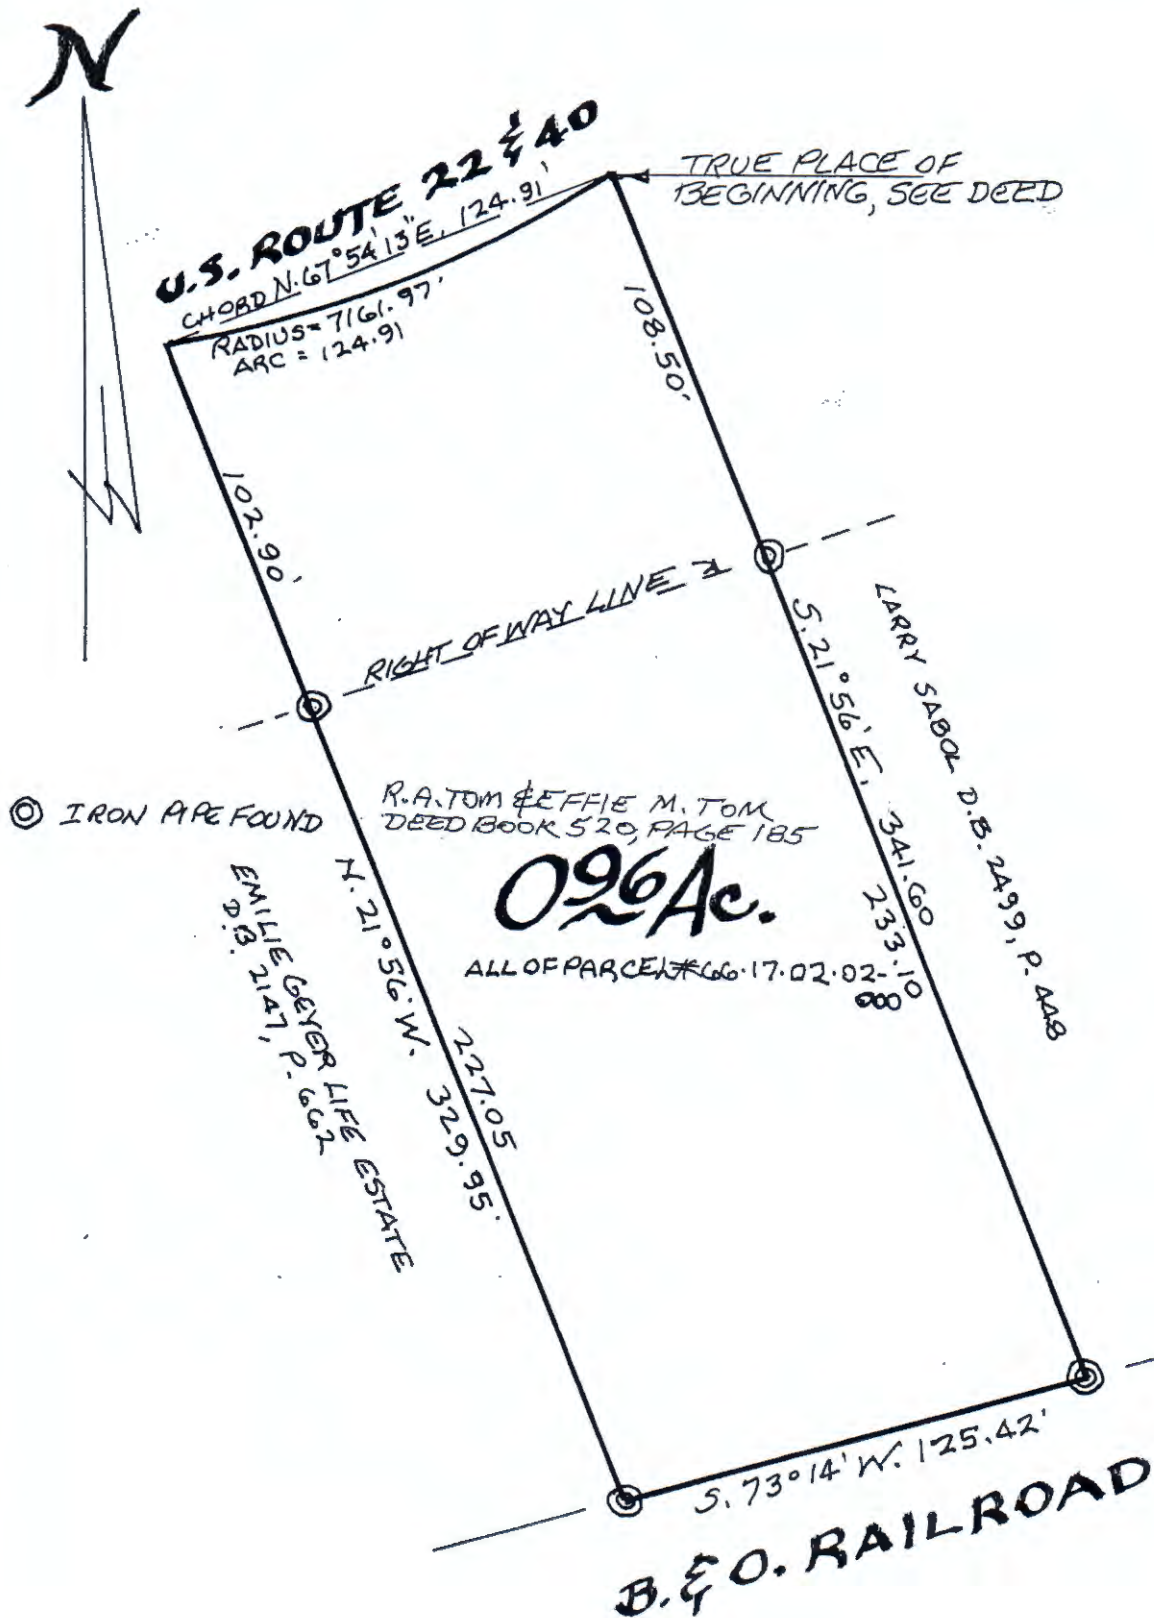 N
U.S. ROUTE 22 & 40
CHORD N.67°54'13"E, 124.91'
RADIUS= 7161.97'
ARC = 124.91
TRUE PLACE OF
BEGINNING, SEE DEED
108.50'
102.90'
RIGHT OF WAY LINE
S. 21°56' E. 341.60
233.10
LARRY SABOL D.B. 2499, P. 448
◎ IRON PIPE FOUND
R.A. TOM & EFFIE M. TOM
DEED BOOK 520, PAGE 185
0.96 Ac.
ALL OF PARCEL# 66.17.02.02-
000
N. 21°56' W. 329.95'
227.05
EMILIE GEYER LIFE ESTATE
D.B. 2147, P. 662
S. 73°14' W. 125.42'
B. & O. RAILROAD